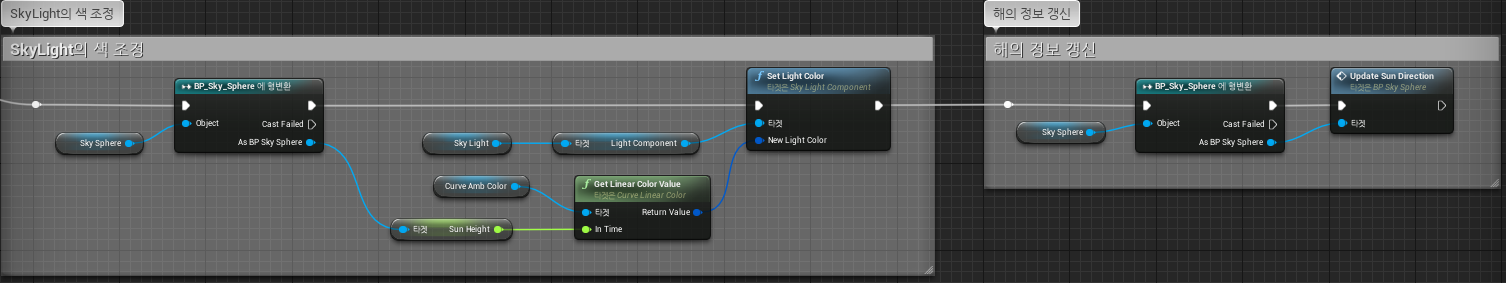 SkyLight의 색 조정
SkyLight의 색 조정
BP_Sky_Sphere 에 형변환
Object
Cast Failed
As BP Sky Sphere
Sky Sphere
Sky Light
타겟
Light Component
Set Light Color
타겟은 Sky Light Component
타겟
New Light Color
Curve Amb Color
타겟
Sun Height
Get Linear Color Value
타겟은 Curve Linear Color
타겟
Return Value
In Time
해의 정보 갱신
해의 정보 갱신
Sky Sphere
BP_Sky_Sphere 에 형변환
Object
Cast Failed
As BP Sky Sphere
Update Sun Direction
타겟은 BP Sky Sphere
타겟